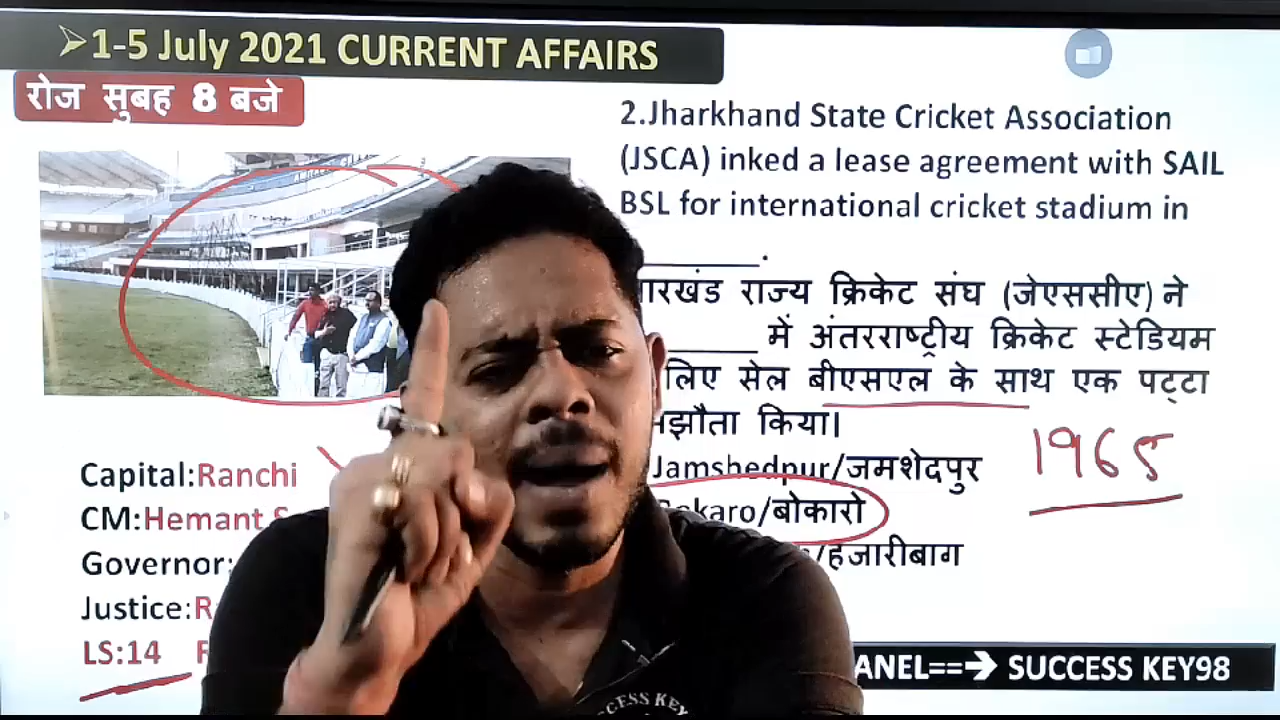 ➢1-5 July 2021 CURRENT AFFAIRS
रोज सुबह 8 बजे
2.Jharkhand State Cricket Association
(JSCA) inked a lease agreement with SAIL
BSL for international cricket stadium in
________.
राज्य क्रिकेट संघ (जेएससीए) ने
में अंतरराष्ट्रीय क्रिकेट स्टेडियम
लिए सेल बीएसएल के साथ एक पट्टा
किया।
1965
Jamshedpur/जमशेदपुर
/बोकारो
/हजारीबाग
Capital:Ranchi
CM:Hemant
Governor:
Justice:
LS:14
SUCCESS KEY98